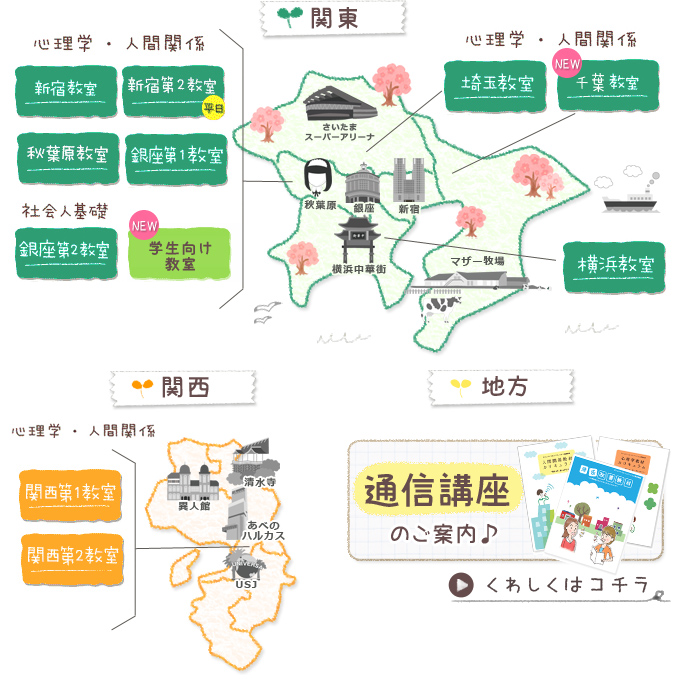 関東
心理学 ・ 人間関係
新宿教室
新宿第2教室
平日
秋葉原教室
銀座第1教室
社会人基礎
銀座第2教室
NEW
学生向け
教室
心理学 ・ 人間関係
埼玉教室
NEW
千葉教室
横浜教室
さいたま
スーパーアリーナ
秋葉原
銀座
新宿
横浜中華街
マザー牧場
関西
心理学 ・ 人間関係
関西第1教室
関西第2教室
清水寺
異人館
あべの
ハルカス
UNIVERSAL
USJ
地方
通信講座
のご案内♪
くわしくはコチラ